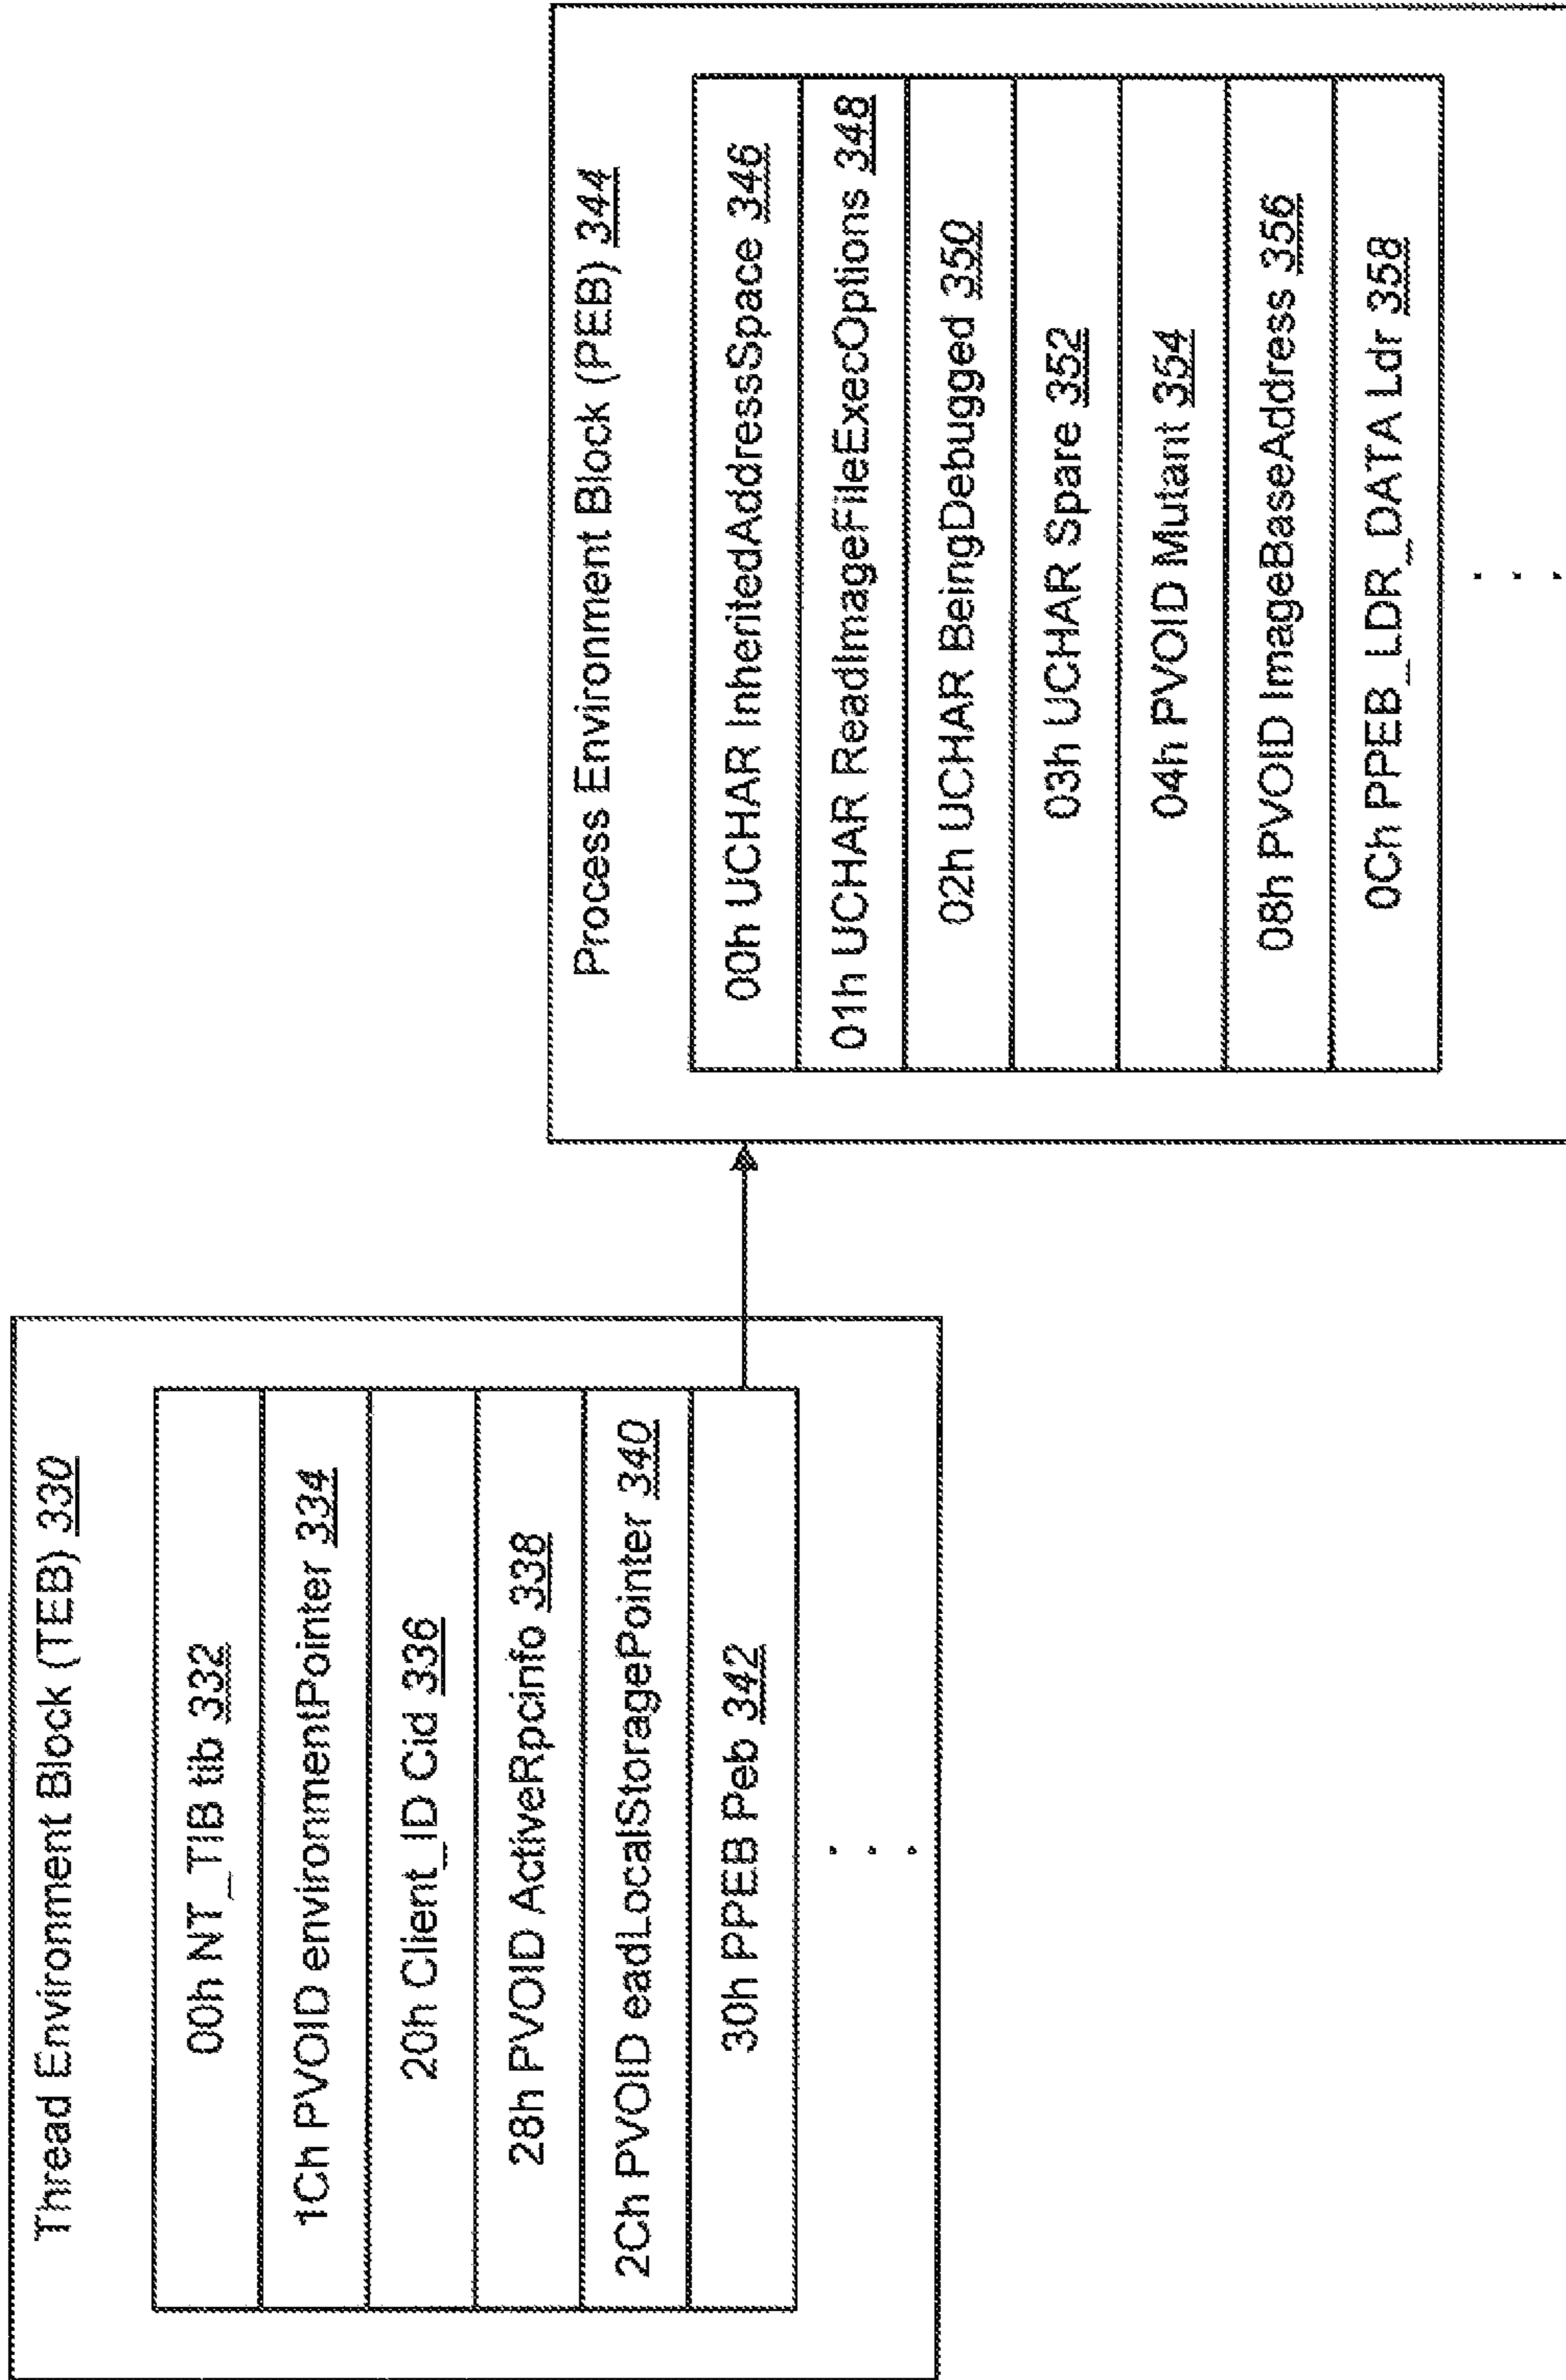 Thread Environment Block (TEB) 330
00h NT_TIB tib 332
1Ch PVOID environmentPointer 334
20h Client_ID Cid 336
28h PVOID ActiveRpcinfo 338
2Ch PVOID eadLocalStoragePointer 340
30h PPEB Peb 342
. . .
Process Environment Block (PEB) 344
00h UCHAR InheritedAddressSpace 346
01h UCHAR ReadImageFileExecOptions 348
02h UCHAR BeingDebugged 350
03h UCHAR Spare 352
04h PVOID Mutant 354
08h PVOID ImageBaseAddress 356
0Ch PPEB_LDR_DATA Ldr 358
. . .